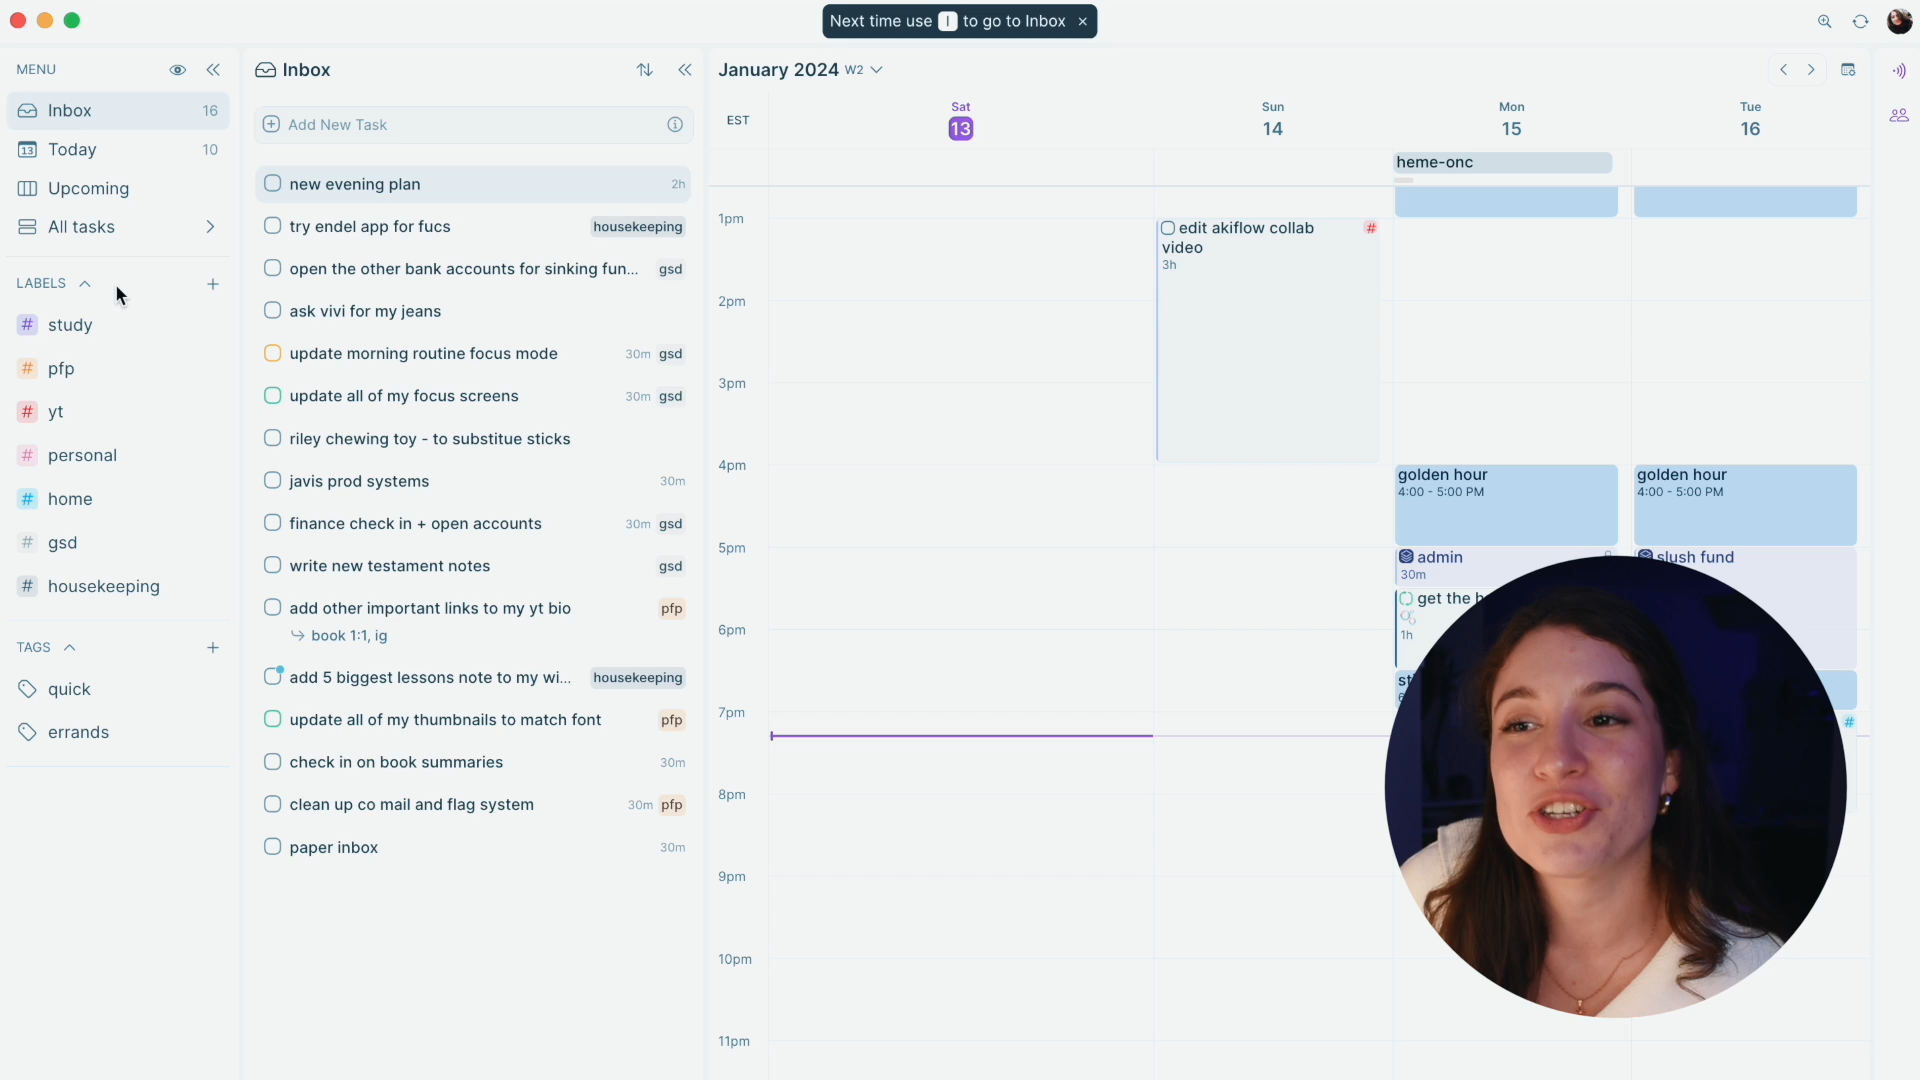 Next time use I to go to Inbox ×
MENU
Inbox 16
13 Today 10
Upcoming
All tasks
LABELS
# study
# pfp
# yt
# personal
# home
# gsd
# housekeeping
TAGS
quick
errands
Inbox
Add New Task
new evening plan 2h
try endel app for fucs housekeeping
open the other bank accounts for sinking fun... gsd
ask vivi for my jeans
update morning routine focus mode 30m gsd
update all of my focus screens 30m gsd
riley chewing toy - to substitue sticks
javis prod systems 30m
finance check in + open accounts 30m gsd
write new testament notes gsd
add other important links to my yt bio pfp
book 1:1, ig
add 5 biggest lessons note to my wi... housekeeping
update all of my thumbnails to match font pfp
check in on book summaries 30m
clean up co mail and flag system 30m pfp
paper inbox 30m
January 2024 W2
EST
Sat
13
Sun
14
Mon
15
Tue
16
heme-onc
1pm
2pm
3pm
4pm
5pm
6pm
7pm
8pm
9pm
10pm
11pm
edit akiflow collab #
video
3h
golden hour
4:00 - 5:00 PM
admin
30m
get the
1h
golden hour
4:00 - 5:00 PM
slush fund
#